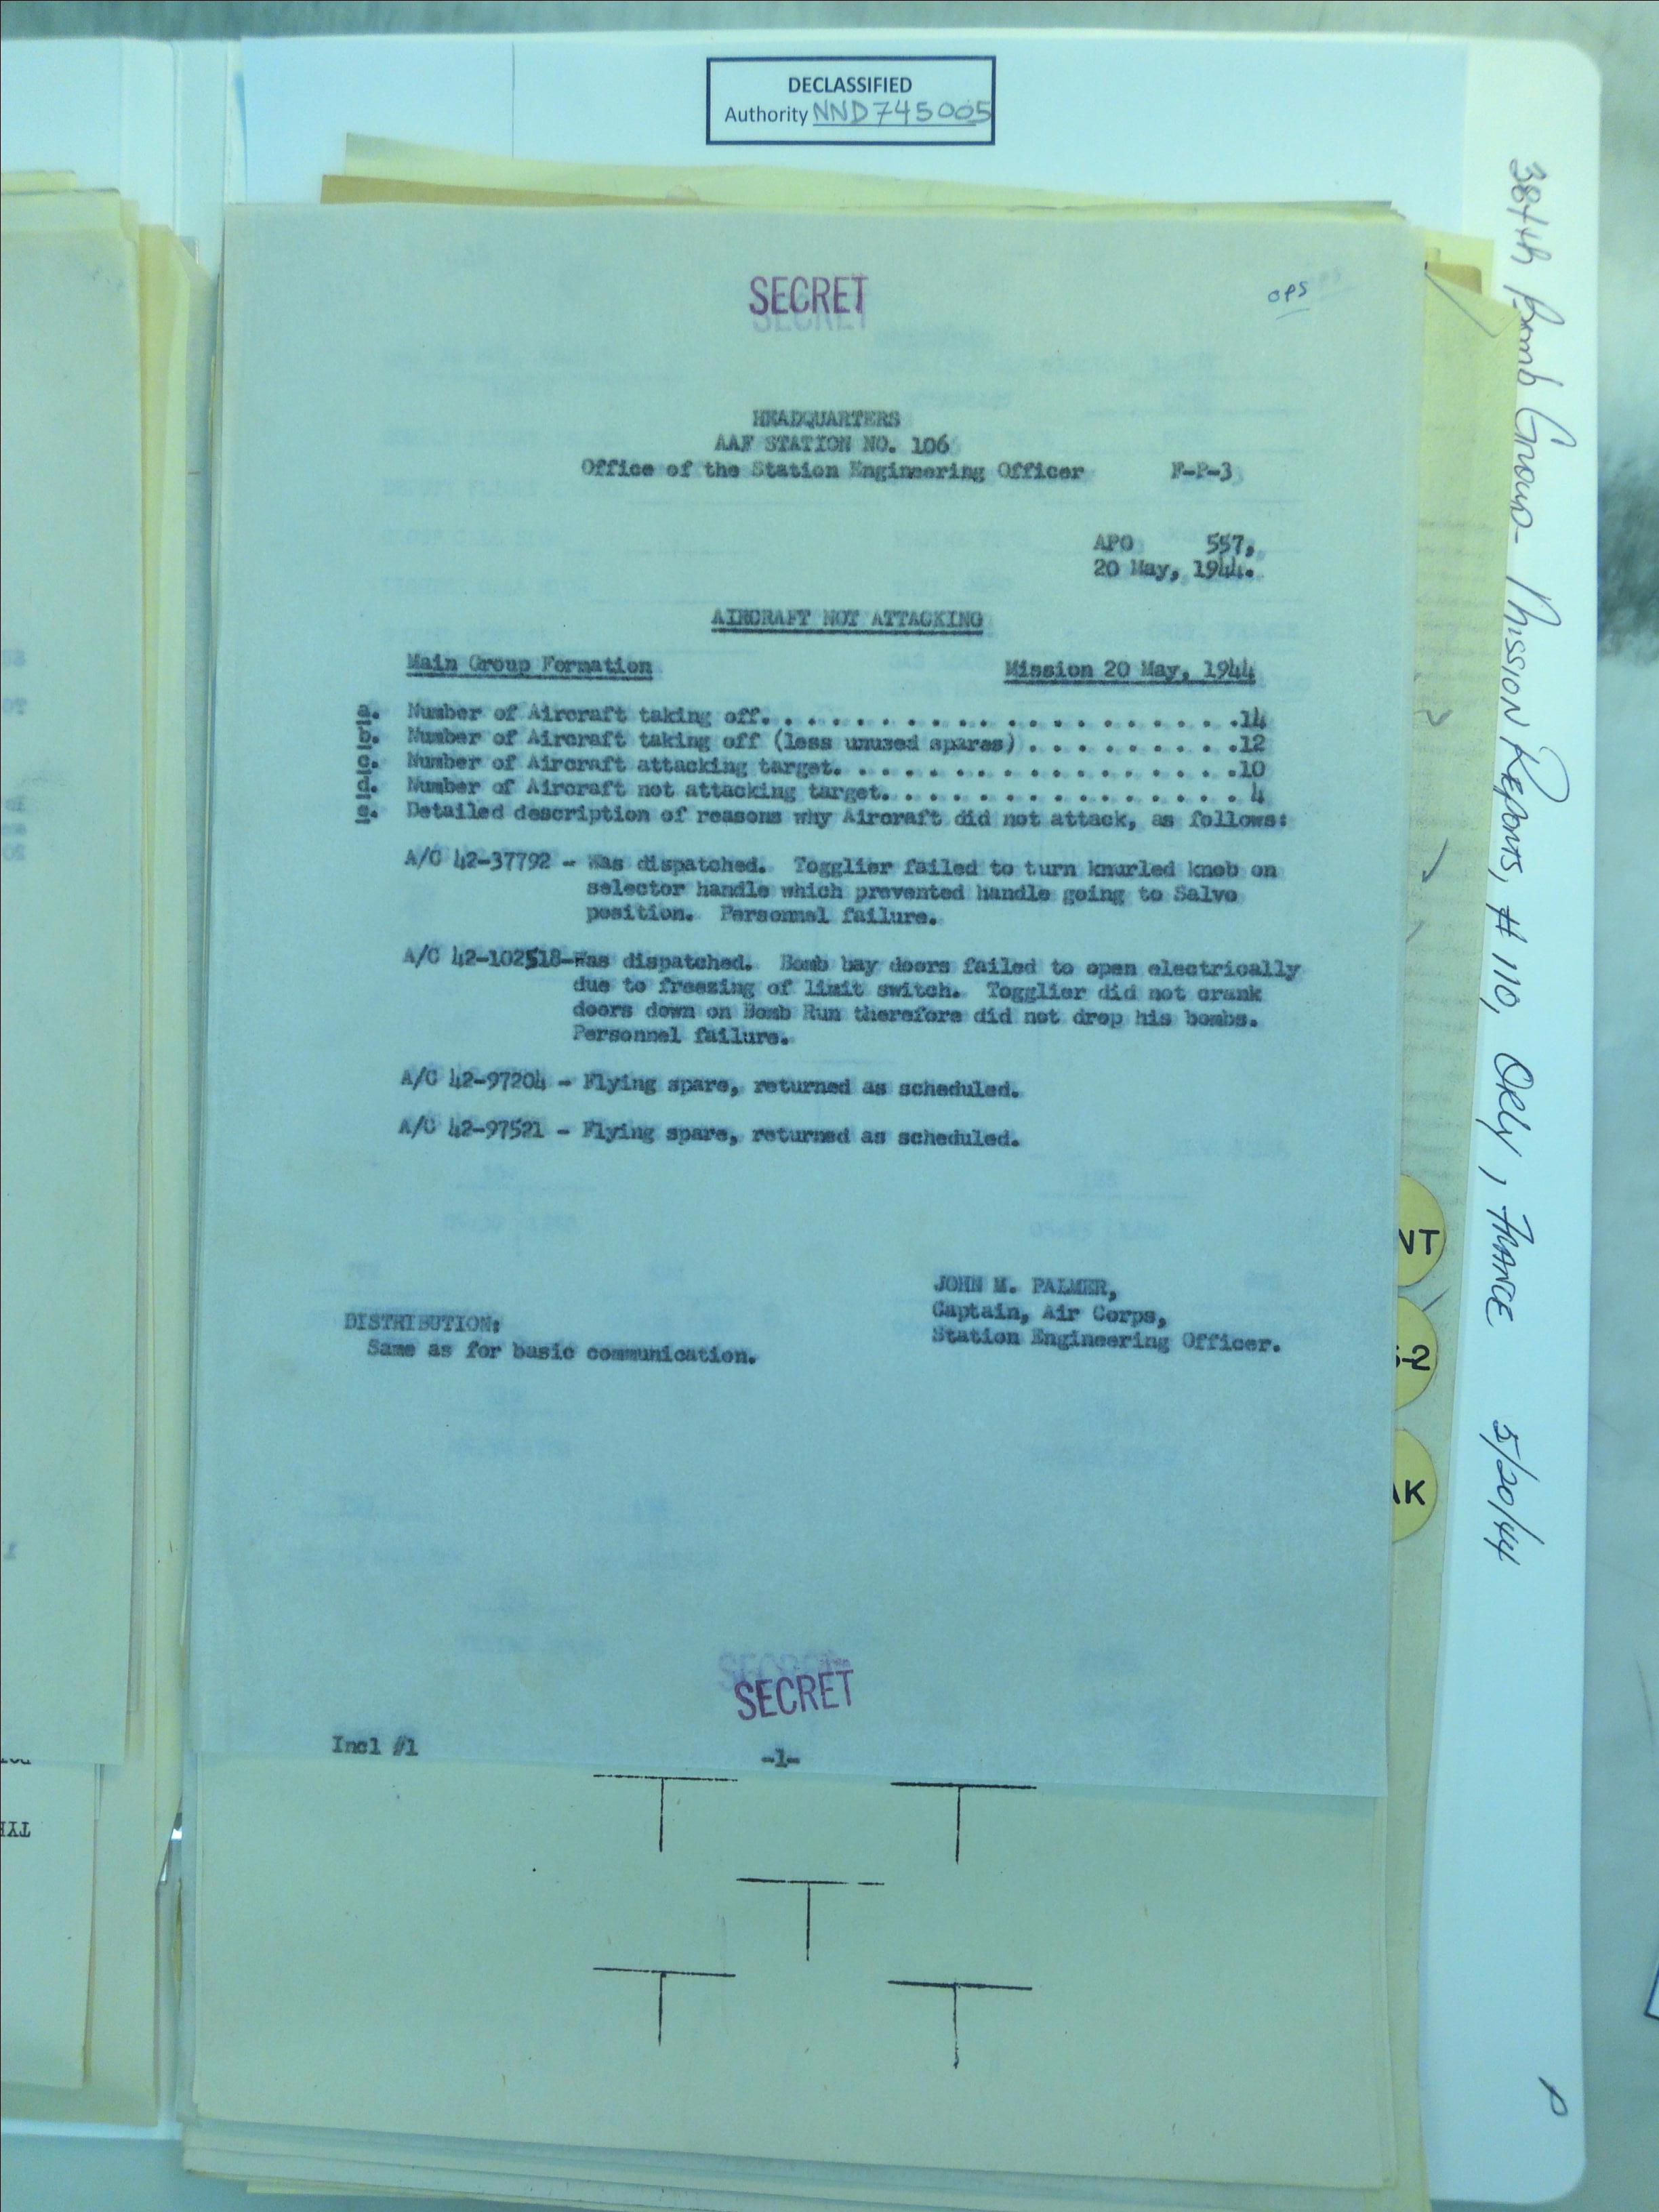 DECLASSIFIED
Authority NND745005
SECRET
OPS
HEADQUARTERS
AAF STATION NO. 106
Office of the Station Engineering Officer F-P-3
APO 557,
20 May, 1944.
AIRCRAFT NOT ATTACKING
Main Group Formation Mission 20 May, 1944
a. Number of Aircraft taking off. . . . . . . . . . . . . . . . . . . .14
b. Number of Aircraft taking off (less unused spares) . . . . . . . . .12
c. Number of Aircraft attacking target. . . . . . . . . . . . . . . . .10
d. Number of Aircraft not attacking target. . . . . . . . . . . . . . . 4
e. Detailed description of reasons why Aircraft did not attack, as follows:
A/C 42-37792 - Was dispatched. Togglier failed to turn knurled knob on
selector handle which prevented handle going to Salvo
position. Personnel failure.
A/C 42-102518-Was dispatched. Bomb bay doors failed to open electrically
due to freezing of limit switch. Togglier did not crank
doors down on Bomb Run therefore did not drop his bombs.
Personnel failure.
A/C 42-97204 - Flying spare, returned as scheduled.
A/C 42-97521 - Flying spare, returned as scheduled.
JOHN M. PALMER,
Captain, Air Corps,
Station Engineering Officer.
DISTRIBUTION:
Same as for basic communication.
SECRET
Incl #1
-1-
384th Bomb Group- Mission Reports, # 110, ORLY, FRANCE 5/20/44
NT
-2
AK